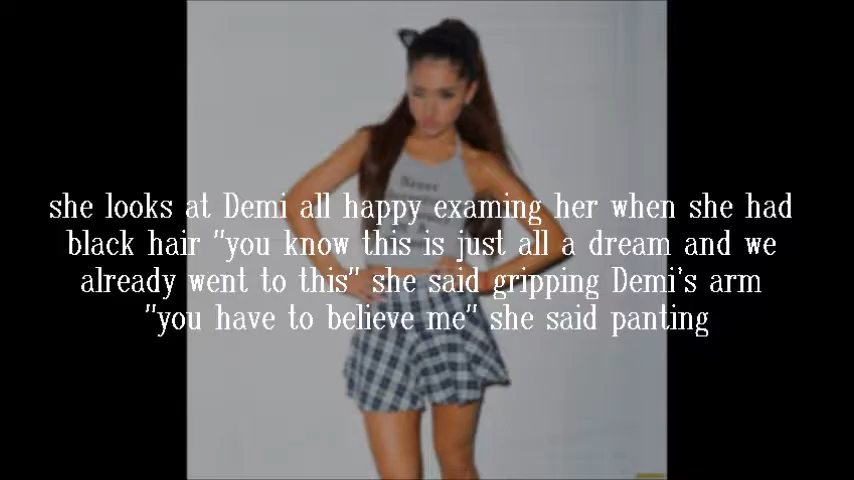 she looks at Demi all happy examing her when she had
black hair "you know this is just all a dream and we
already went to this" she said gripping Demi's arm
"you have to believe me" she said panting